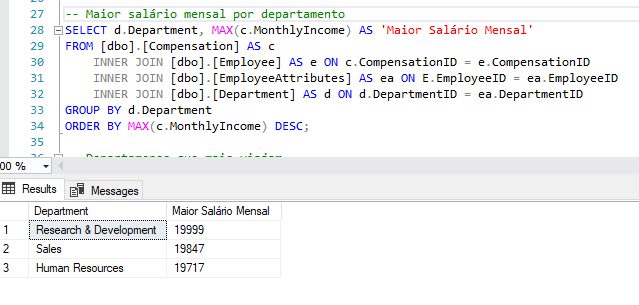 27
28 -- Maior salário mensal por departamento
29 SELECT d.Department, MAX(c.MonthlyIncome) AS 'Maior Salário Mensal'
30 FROM [dbo].[Compensation] AS c
31 INNER JOIN [dbo].[Employee] AS e ON c.CompensationID = e.CompensationID
32 INNER JOIN [dbo].[EmployeeAttributes] AS ea ON E.EmployeeID = ea.EmployeeID
33 INNER JOIN [dbo].[Department] AS d ON d.DepartmentID = ea.DepartmentID
GROUP BY d.Department
34 ORDER BY MAX(c.MonthlyIncome) DESC;
35
00 %
Results Messages
Department Maior Salário Mensal
1 Research & Development 19999
2 Sales 19847
3 Human Resources 19717